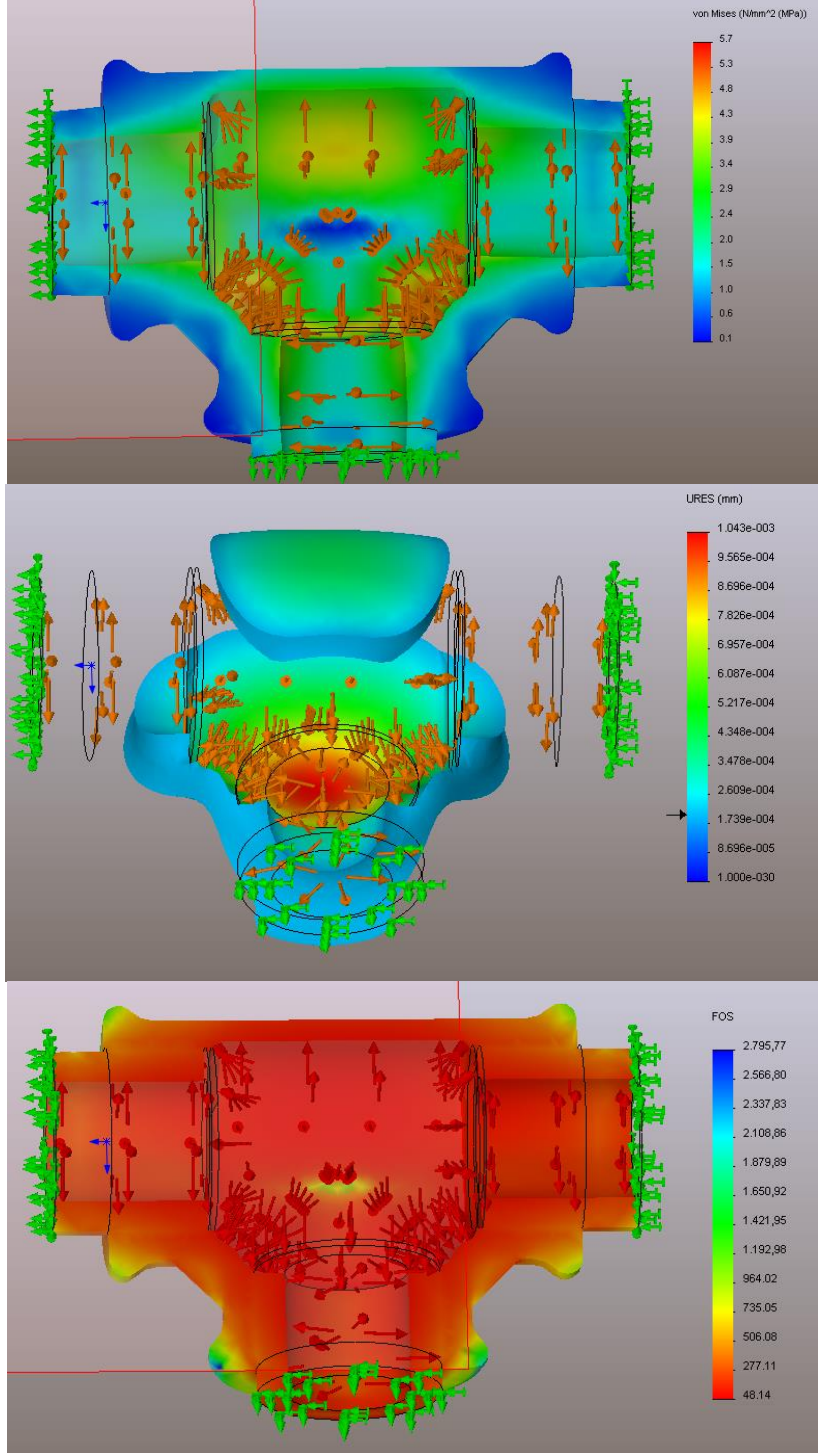 von Mises (N/mm^2 (MPa))
5.7
5.3
4.8
4.3
3.9
3.4
2.9
2.4
2.0
1.5
1.0
0.6
0.1
URES (mm)
1.043e-003
9.565e-004
8.696e-004
7.826e-004
6.957e-004
6.087e-004
5.217e-004
4.348e-004
3.478e-004
2.609e-004
1.739e-004
8.696e-005
1.000e-030
FOS
2.795,77
2.566,80
2.337,83
2.108,86
1.879,89
1.650,92
1.421,95
1.192,98
964.02
735.05
506.08
277.11
48.14